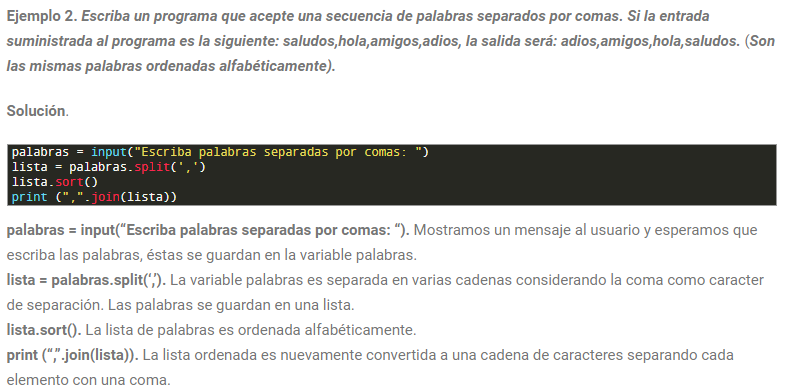 Ejemplo 2. Escriba un programa que acepte una secuencia de palabras separados por comas. Si la entrada
suministrada al programa es la siguiente: saludos,hola,amigos,adios, la salida será: adios,amigos,hola,saludos. (Son
las mismas palabras ordenadas alfabéticamente).
Solución.
palabras = input("Escriba palabras separadas por comas: ")
lista = palabras.split(',')
lista.sort()
print (",".join(lista))
palabras = input(“Escriba palabras separadas por comas: “). Mostramos un mensaje al usuario y esperamos que
escriba las palabras, éstas se guardan en la variable palabras.
lista = palabras.split(‘,’). La variable palabras es separada en varias cadenas considerando la coma como caracter
de separación. Las palabras se guardan en una lista.
lista.sort(). La lista de palabras es ordenada alfabéticamente.
print (“,”.join(lista)). La lista ordenada es nuevamente convertida a una cadena de caracteres separando cada
elemento con una coma.